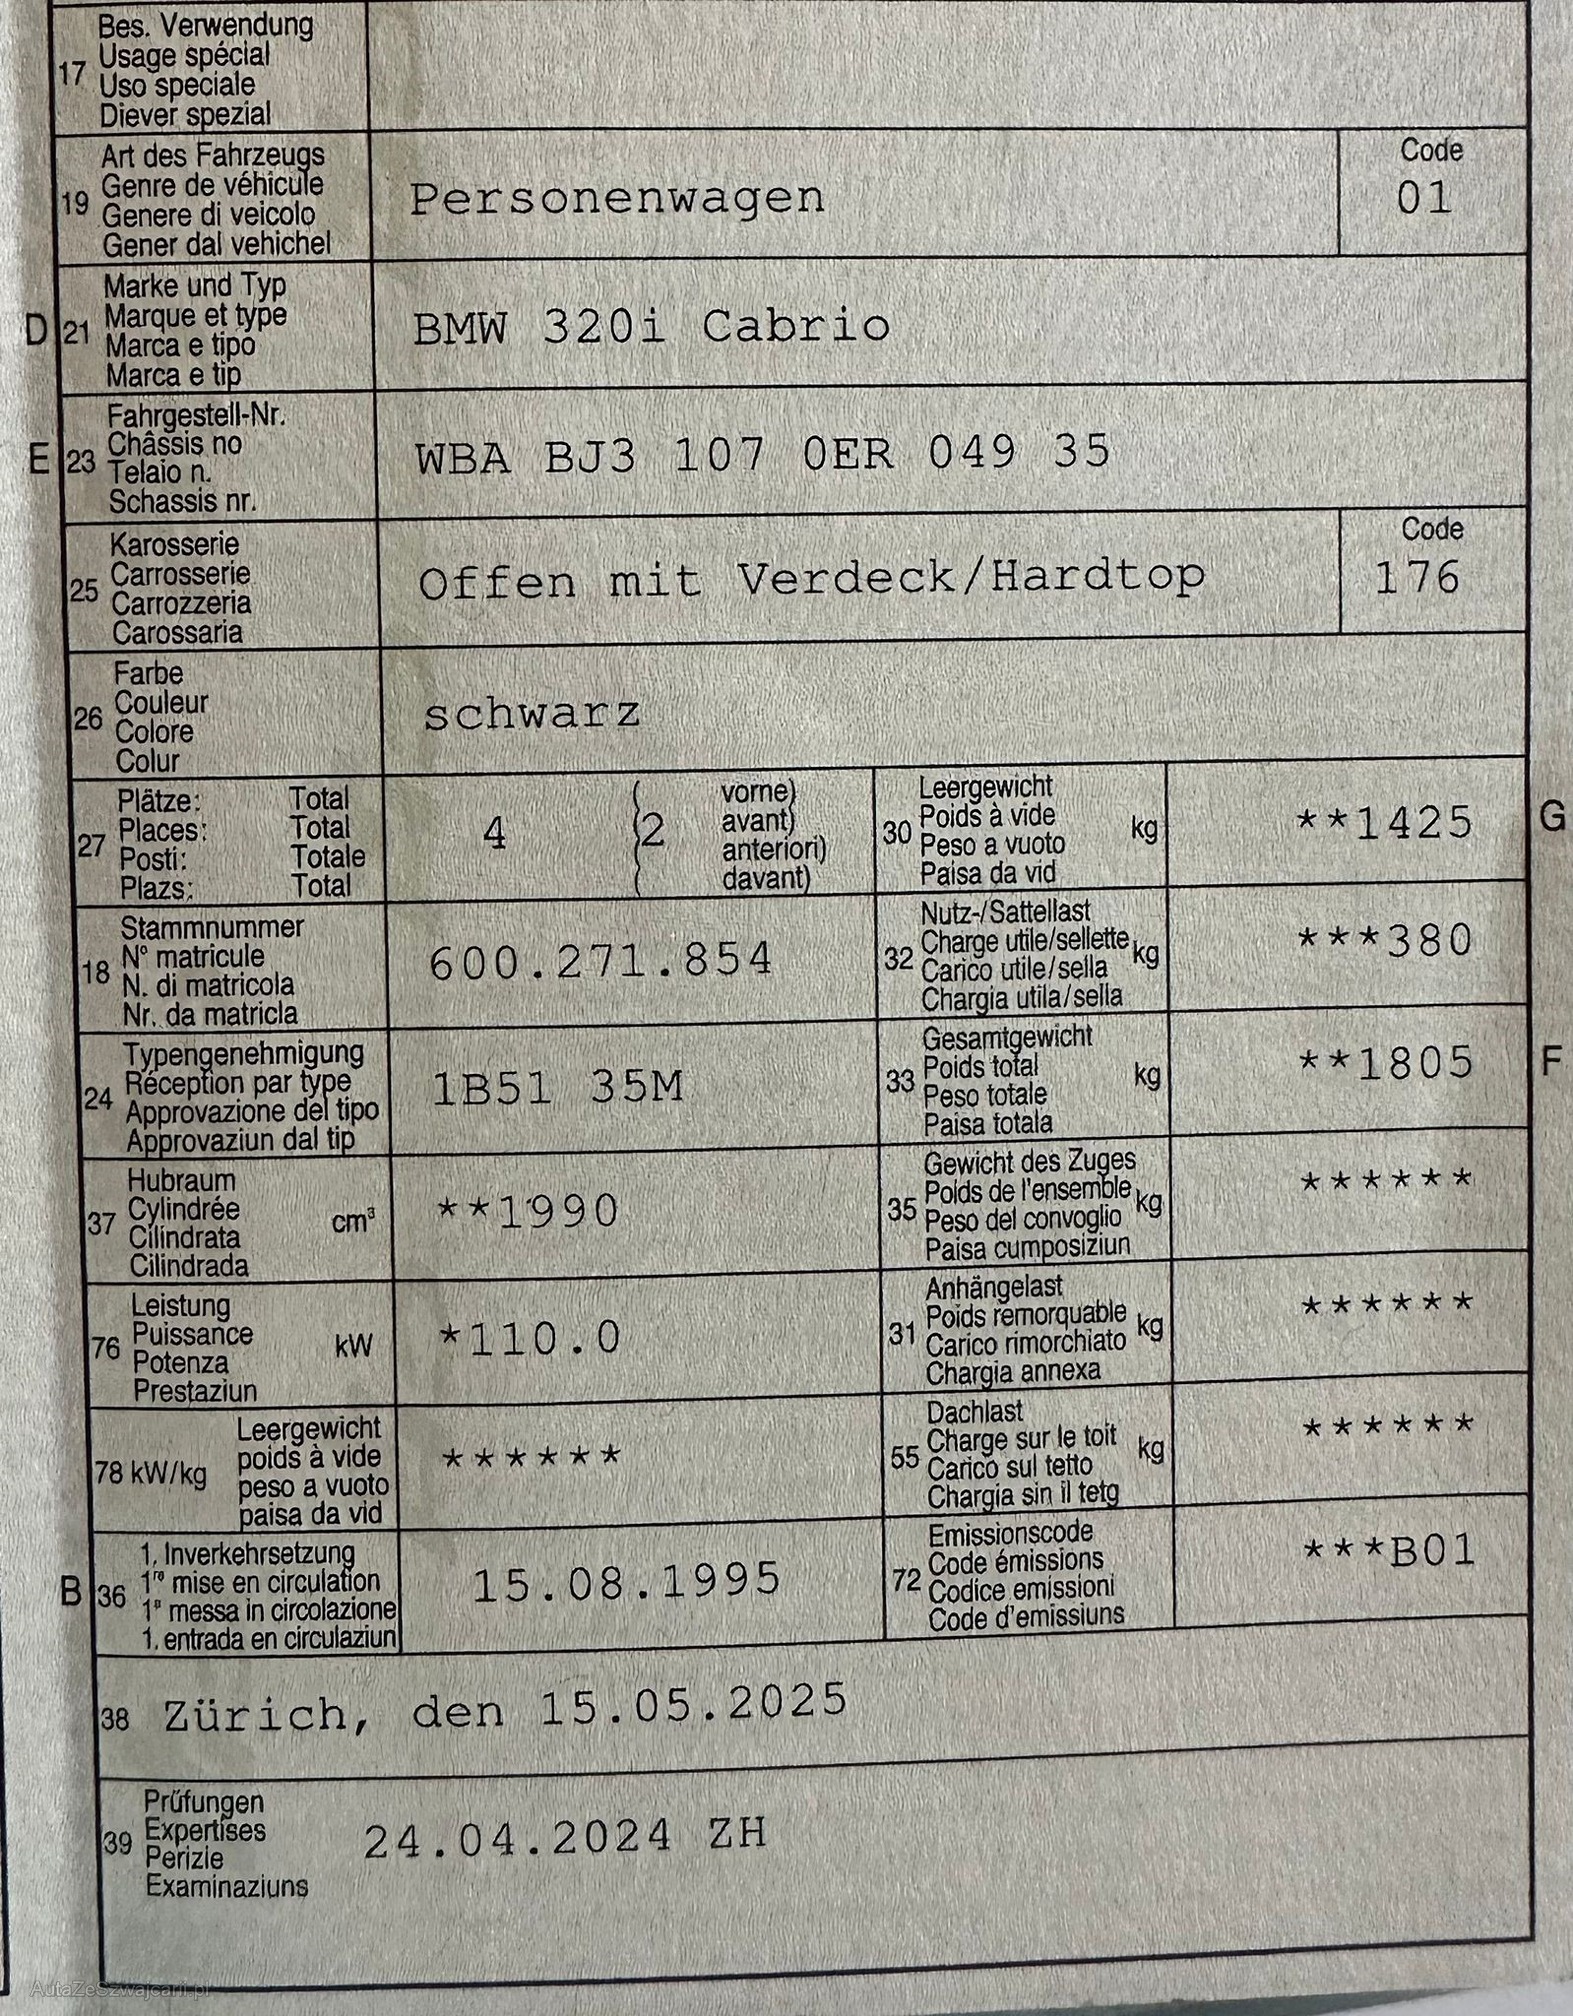 17 Bes. Verwendung
Usage spécial
Uso speciale
Diever spezial
19 Art des Fahrzeugs
Genre de véhicule
Genere di veicolo
Gener dal vehichel
Personenwagen
Code
01
D 21 Marke und Typ
Marque et type
Marca e tipo
Marca e tip
BMW 320i Cabrio
E 23 Fahrgestell-Nr.
Châssis no
Telaio n.
Schassis nr.
WBA BJ3 107 0ER 049 35
25 Karosserie
Carrosserie
Carrozzeria
Carossaria
Offen mit Verdeck/Hardtop
Code
176
26 Farbe
Couleur
Colore
Colur
schwarz
27 Plätze: Total
Places: Total
Posti: Totale
Plazs: Total
4 (2 vorne)
avant)
anteriori)
davant)
30 Leergewicht
Poids à vide
Peso a vuoto
Paisa da vid
kg
**1425 G
18 Stammnummer
N° matricule
N. di matricola
Nr. da matricla
600.271.854
32 Nutz-/Sattellast
Charge utile/sellette
Carico utile/sella
Chargia utila/sella
kg
***380
24 Typengenehmigung
Réception par type
Approvazione del tipo
Approvaziun dal tip
1B51 35M
33 Gesamtgewicht
Poids total
Peso totale
Paisa totala
kg
**1805 F
37 Hubraum
Cylindrée
Cilindrata
Cilindrada
cm³
**1990
35 Gewicht des Zuges
Poids de l'ensemble
Peso del convoglio
Paisa cumposiziun
kg
******
76 Leistung
Puissance
Potenza
Prestaziun
kW
*110.0
31 Anhängelast
Poids remorquable
Carico rimorchiato
Chargia annexa
kg
******
78 kW/kg Leergewicht
poids à vide
peso a vuoto
paisa da vid
******
55 Dachlast
Charge sur le toit
Carico sul tetto
Chargia sin il tetg
kg
******
B 36 1. Inverkehrsetzung
1re mise en circulation
1a messa in circolazione
1. entrada en circulaziun
15.08.1995
72 Emissionscode
Code émissions
Codice emissioni
Code d'emissiuns
***B01
38 Zürich, den 15.05.2025
39 Prüfungen
Expertises
Perizie
Examinaziuns
24.04.2024 ZH
AutaZeSzwajcarii.pl